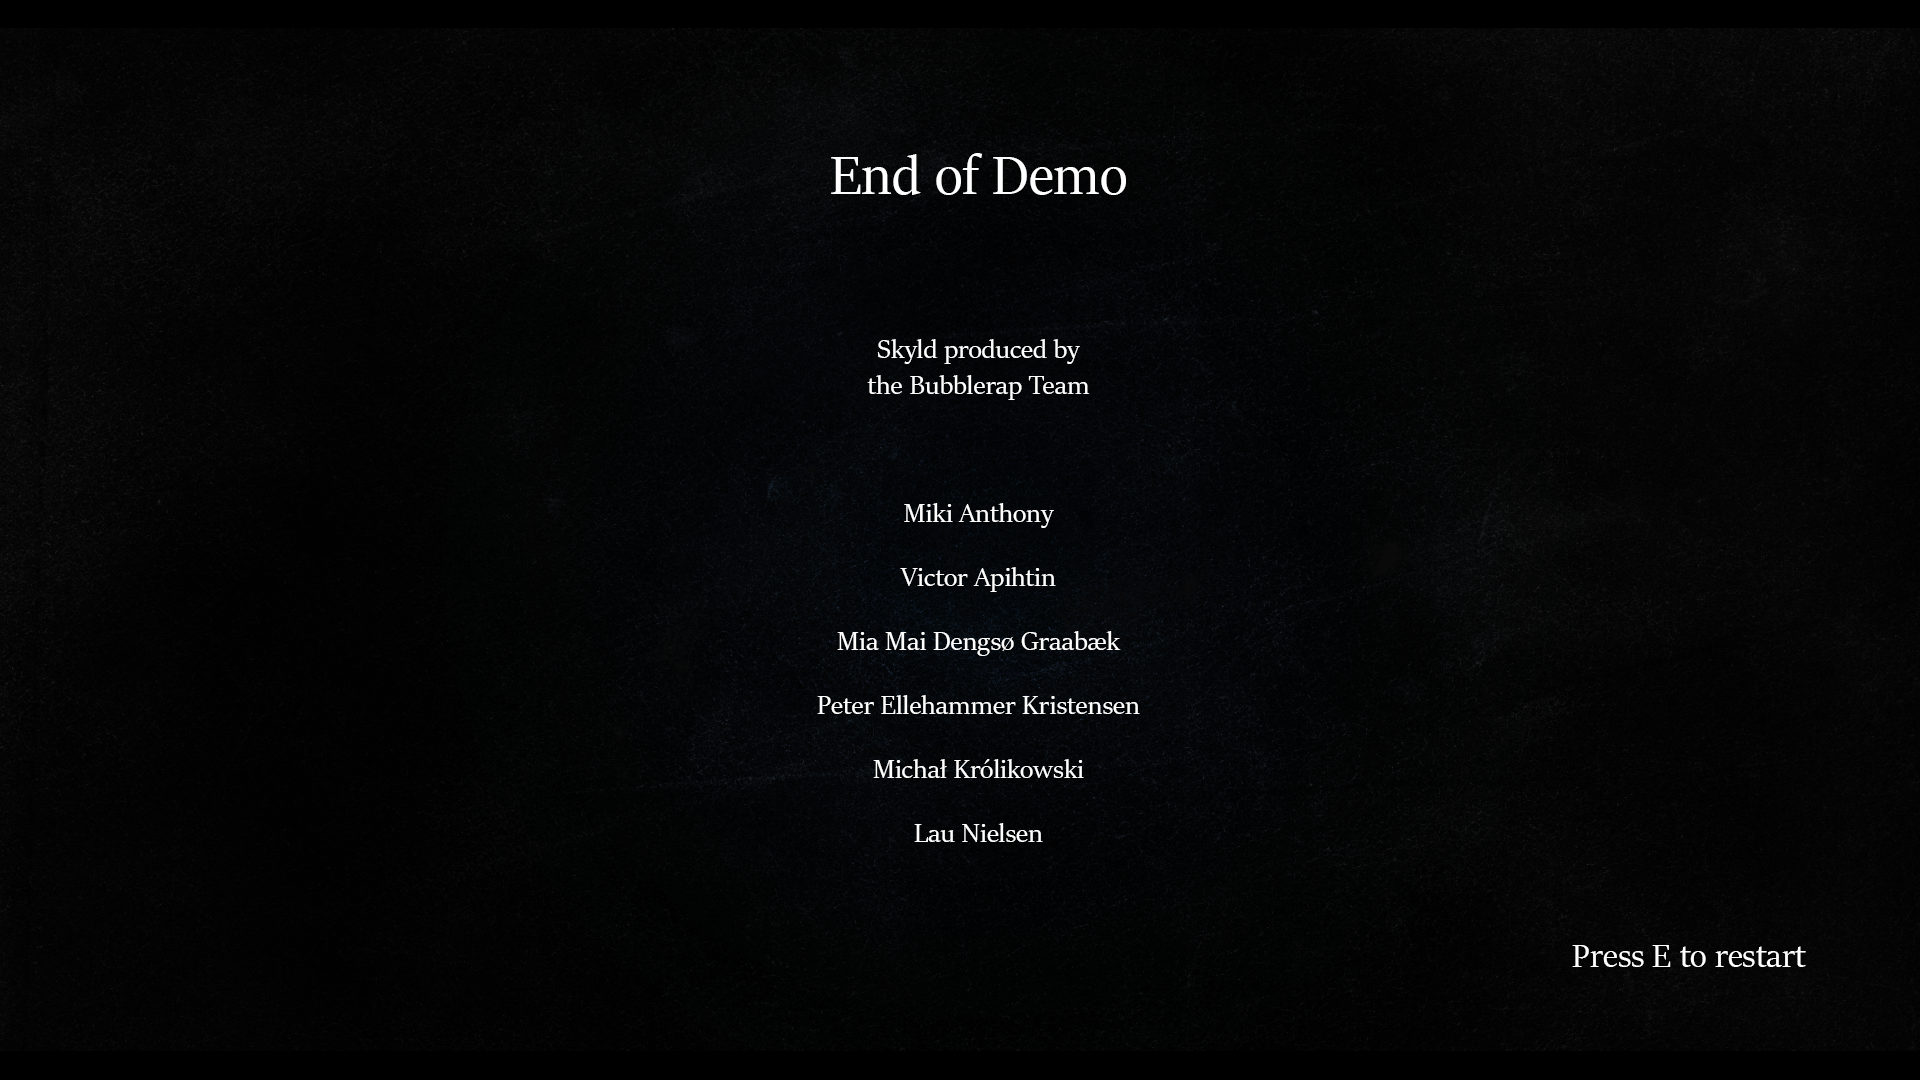 End of Demo
Skyld produced by
the Bubblerap Team
Miki Anthony
Victor Apihtin
Mia Mai Dengsø Graabæk
Peter Ellehammer Kristensen
Michał Królikowski
Lau Nielsen
Press E to restart